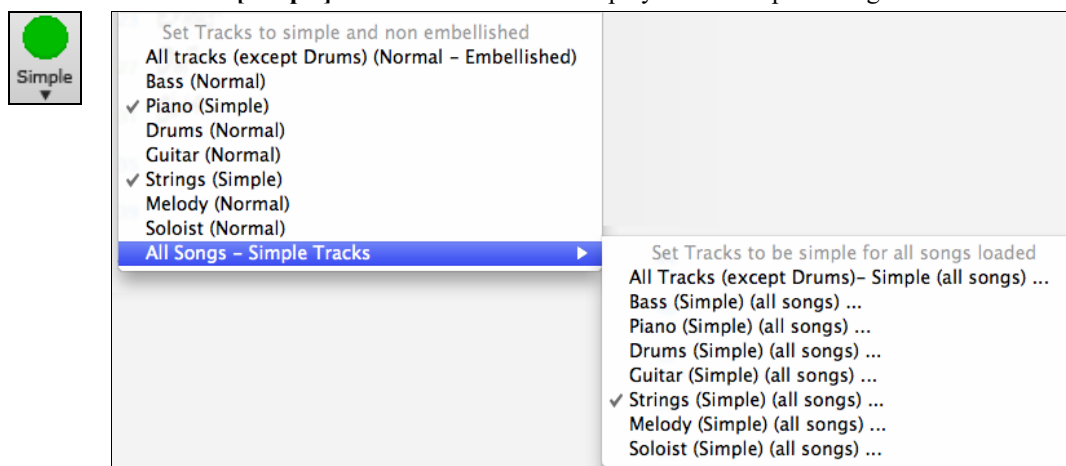 Simple
Set Tracks to simple and non embellished
All tracks (except Drums) (Normal – Embellished)
Bass (Normal)
Piano (Simple)
Drums (Normal)
Guitar (Normal)
Strings (Simple)
Melody (Normal)
Soloist (Normal)
All Songs – Simple Tracks
Set Tracks to be simple for all songs loaded
All Tracks (except Drums)– Simple (all songs) ...
Bass (Simple) (all songs) ...
Piano (Simple) (all songs) ...
Drums (Simple) (all songs) ...
Guitar (Simple) (all songs) ...
Strings (Simple) (all songs) ...
Melody (Simple) (all songs) ...
Soloist (Simple) (all songs) ...